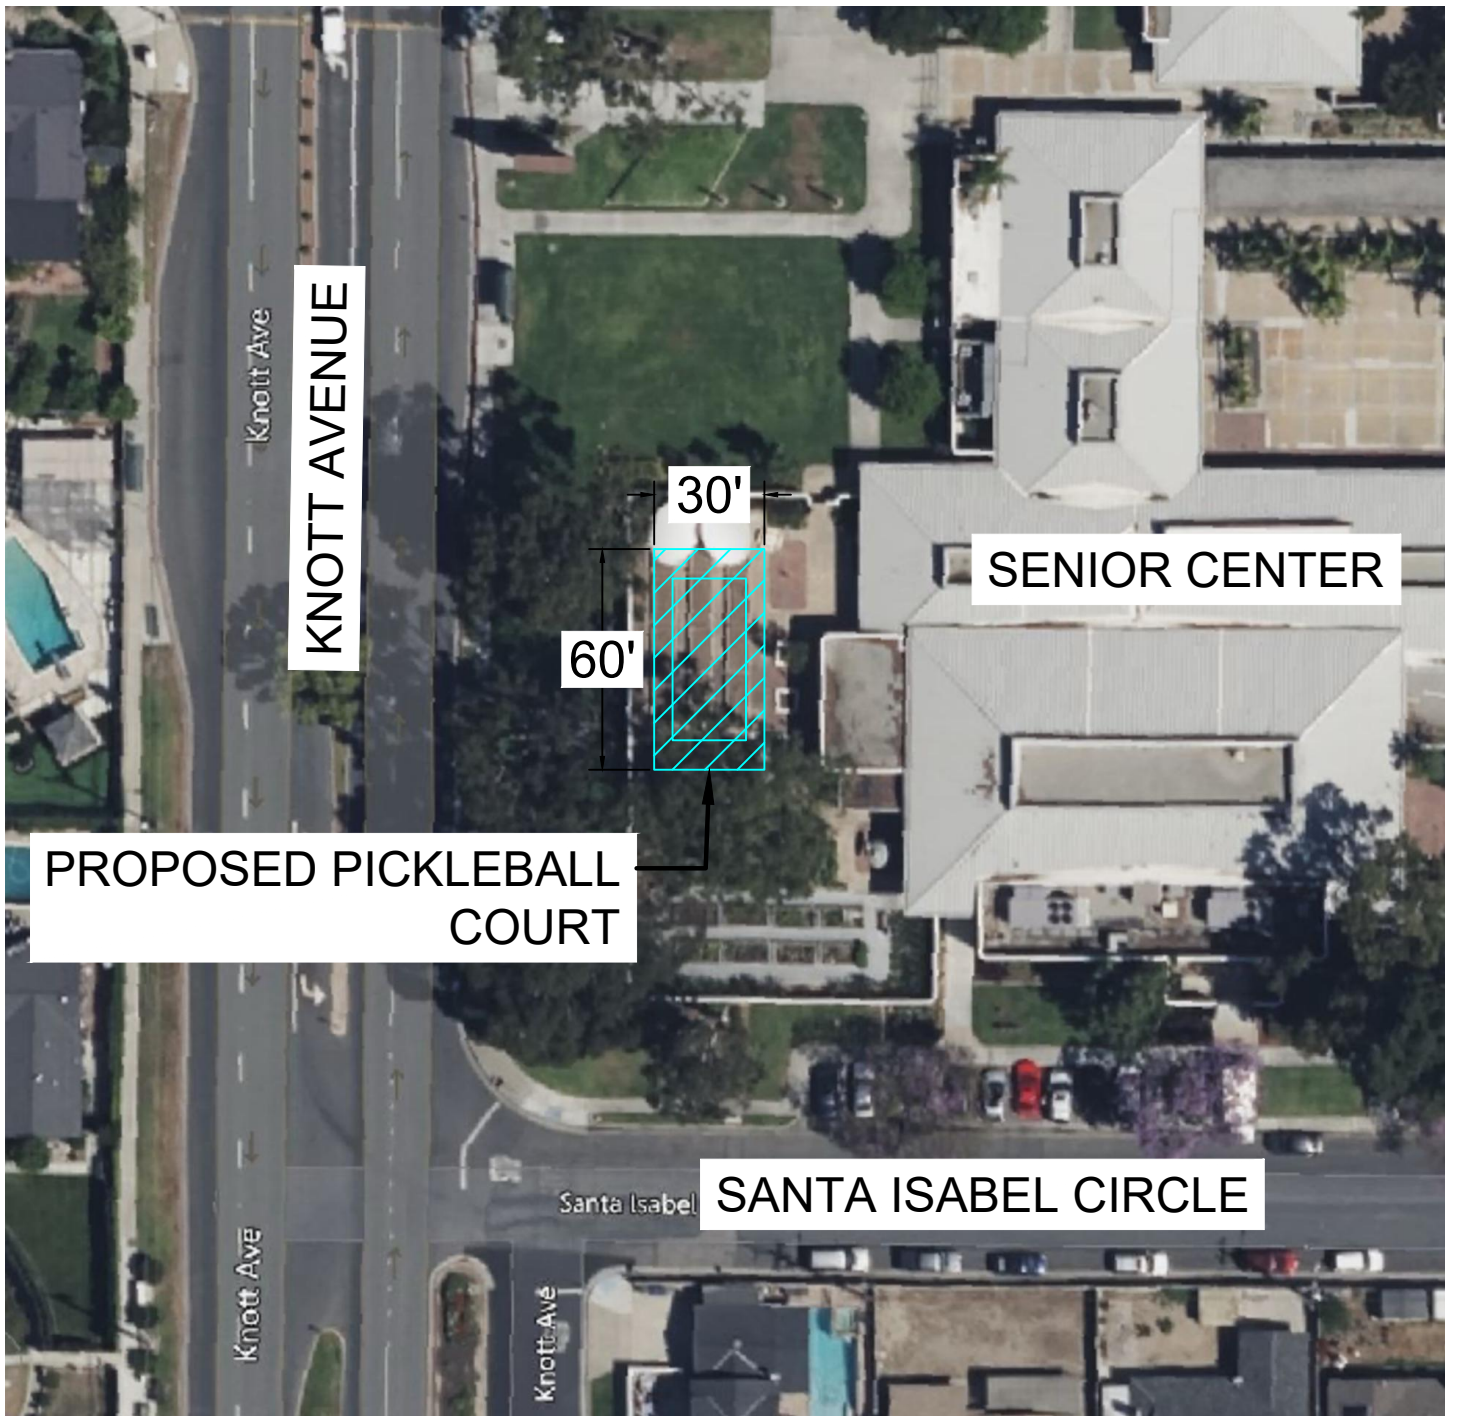 Knott Ave
KNOTT AVENUE
30'
SENIOR CENTER
60'
PROPOSED PICKLEBALL
COURT
Santa Isabel
SANTA ISABEL CIRCLE
Knott Ave
Knott Ave